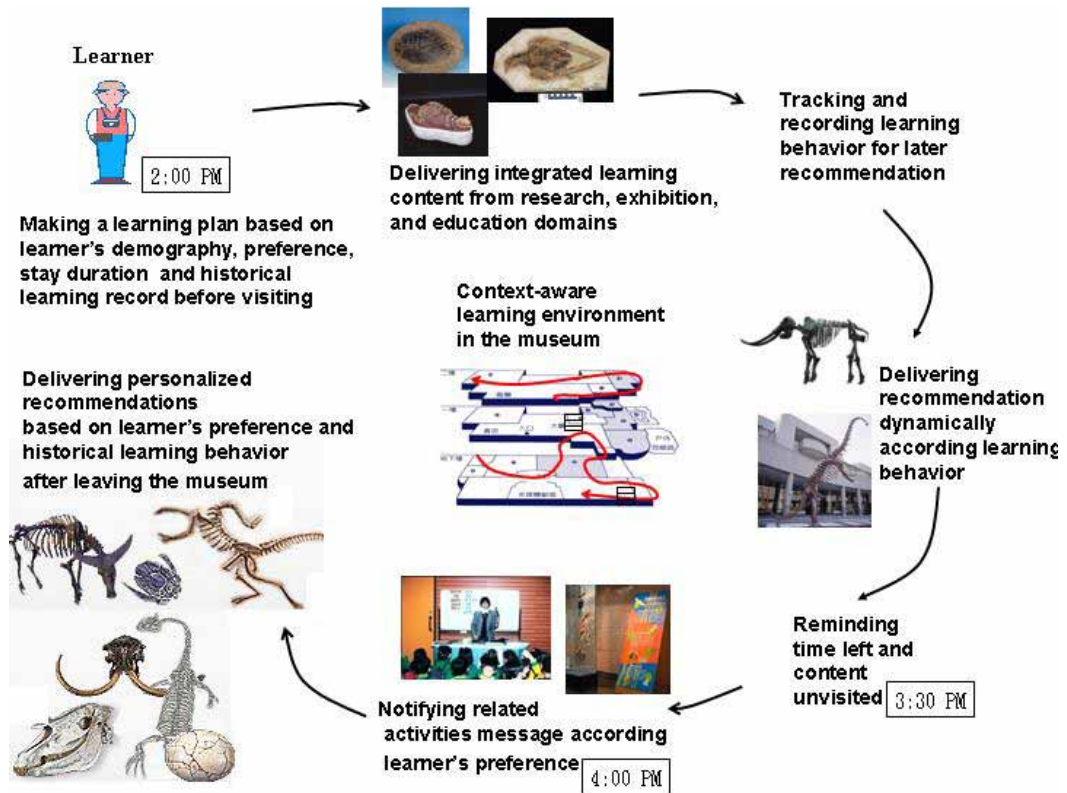 Learner
2:00 PM
Making a learning plan based on
learner's demography, preference,
stay duration and historical
learning record before visiting
Delivering integrated learning
content from research, exhibition,
and education domains
Tracking and
recording learning
behavior for later
recommendation
Context-aware
learning environment
in the museum
Delivering
recommendation
dynamically
according learning
behavior
Reminding
time left and
content
unvisited
3:30 PM
Notifying related
activities message according
learner's preference
4:00 PM
Delivering personalized
recommendations
based on learner's preference and
historical learning behavior
after leaving the museum